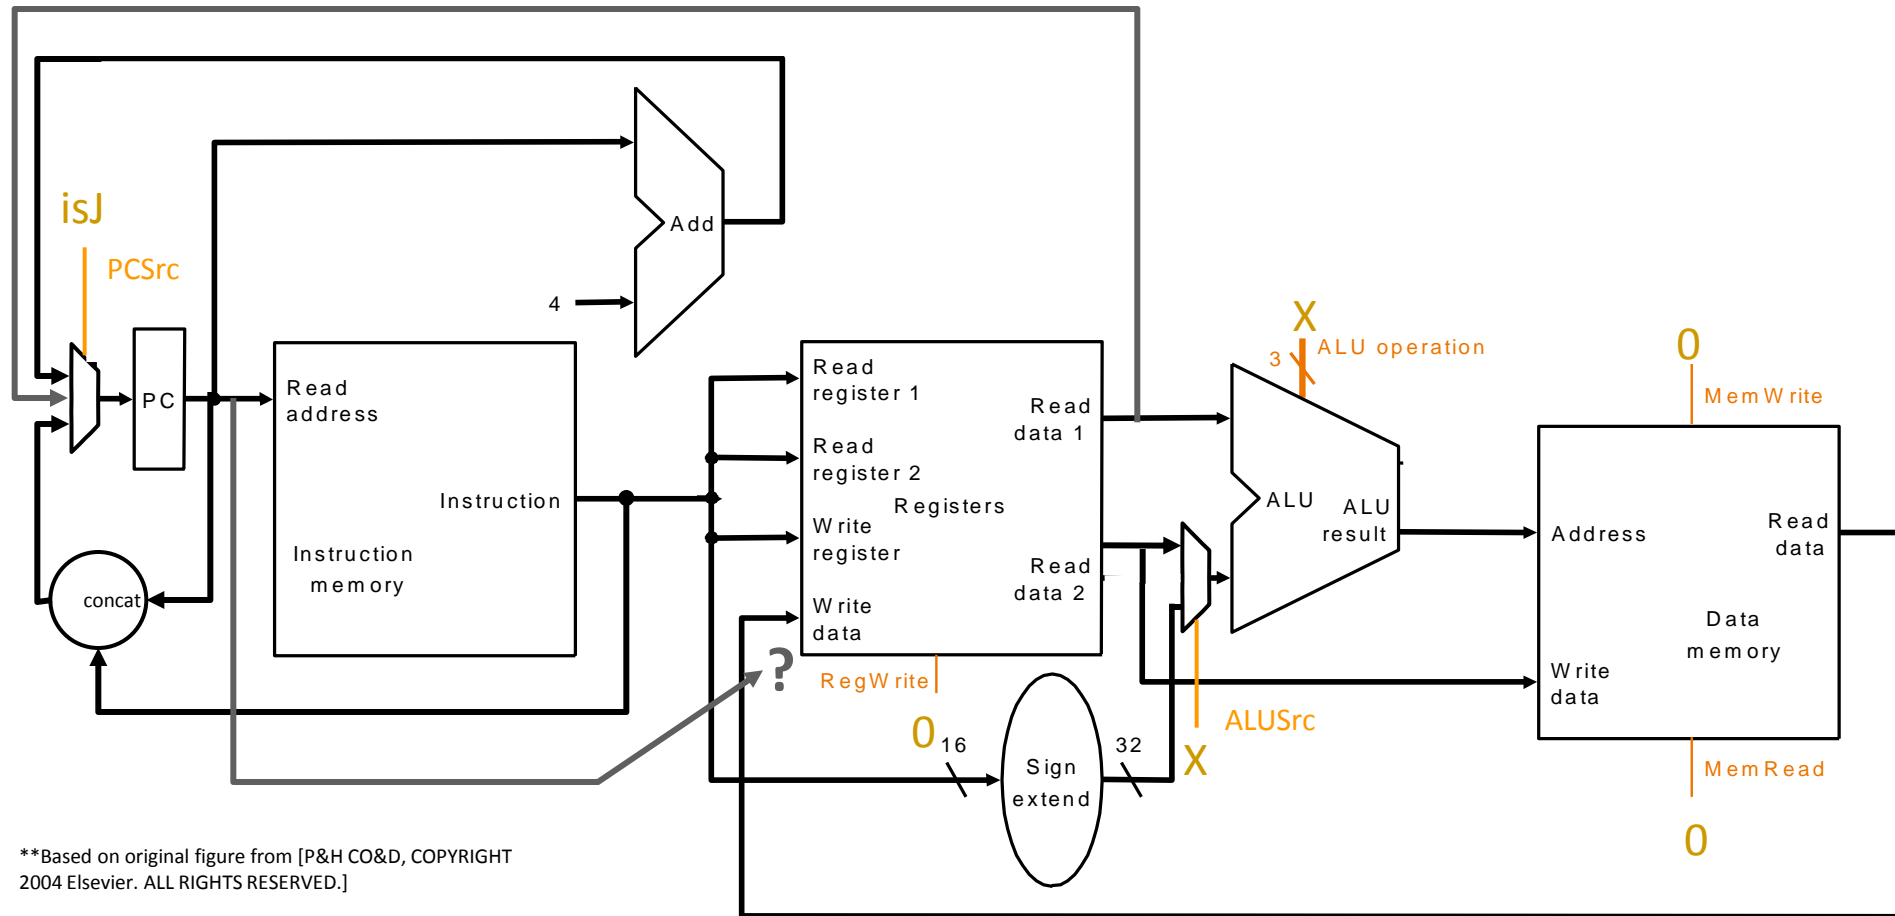 isJ
PCSrc
Add
4
PC
Read
address
Instruction
Instruction
memory
concat
Read
register 1
Read
register 2
Write
register
Write
data
Registers
Read
data 1
Read
data 2
?
RegWrite
0
16
Sign
extend
32
X
3
ALU operation
ALU
ALU
result
ALUSrc
X
0
MemWrite
Address
Read
data
Data
memory
Write
data
MemRead
0
**Based on original figure from [P&H CO&D, COPYRIGHT
2004 Elsevier. ALL RIGHTS RESERVED.]